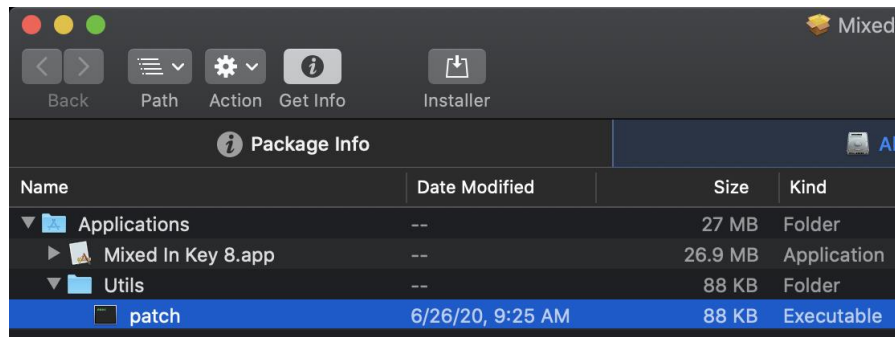 Mixed
Back Path Action Get Info Installer
Package Info
Name Date Modified Size Kind
Applications -- 27 MB Folder
Mixed In Key 8.app -- 26.9 MB Application
Utils -- 88 KB Folder
patch 6/26/20, 9:25 AM 88 KB Executable